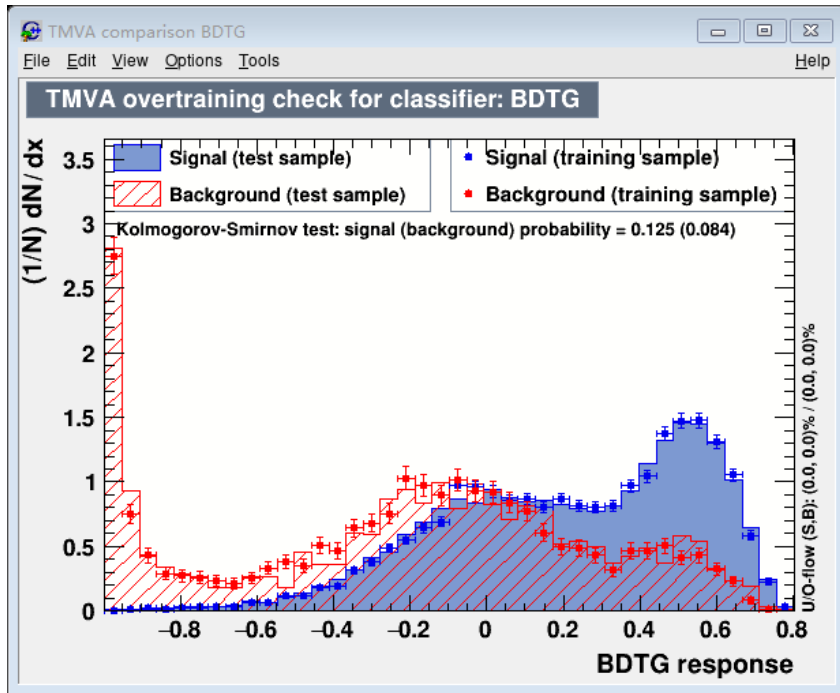 TMVA comparison BDTG
File Edit View Options Tools Help
TMVA overtraining check for classifier: BDTG
(1/N) dN/dx
Signal (test sample)
Background (test sample)
Signal (training sample)
Background (training sample)
Kolmogorov-Smirnov test: signal (background) probability = 0.125 (0.084)
3.5
3
2.5
2
1.5
1
0.5
0
−0.8 −0.6 −0.4 −0.2 0 0.2 0.4 0.6 0.8
BDTG response
U/O-flow (S,B): (0.0, 0.0)% / (0.0, 0.0)%